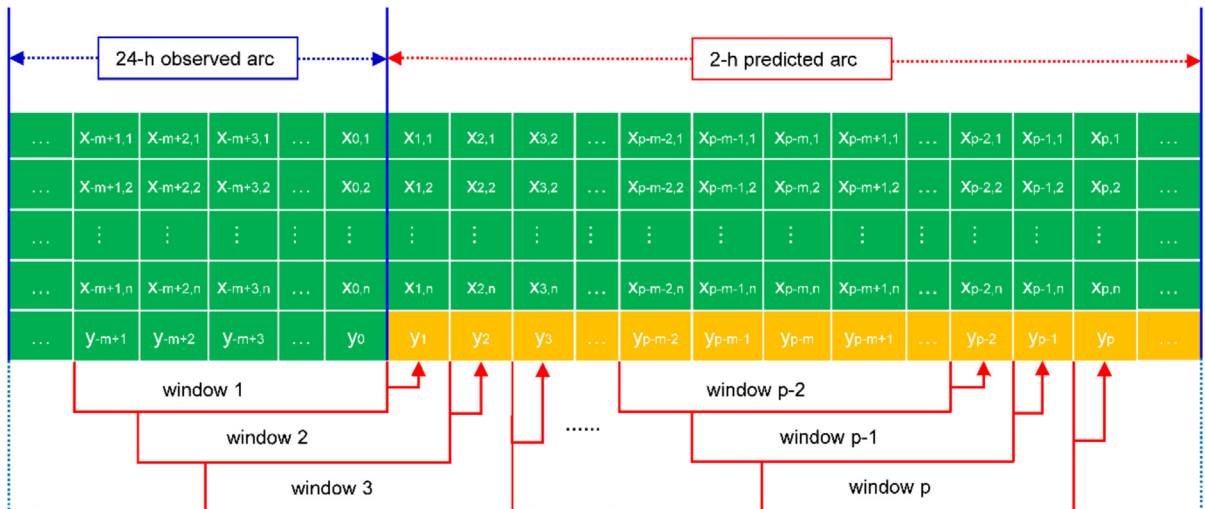 24-h observed arc 2-h predicted arc
... X-m+1,1 X-m+2,1 X-m+3,1 ... X0,1 X1,1 X2,1 X3,2 ... Xp-m-2,1 Xp-m-1,1 Xp-m,1 Xp-m+1,1 ... Xp-2,1 Xp-1,1 Xp,1 ...
... X-m+1,2 X-m+2,2 X-m+3,2 ... X0,2 X1,2 X2,2 X3,2 ... Xp-m-2,2 Xp-m-1,2 Xp-m,2 Xp-m+1,2 ... Xp-2,2 Xp-1,2 Xp,2 ...
... ⋮ ⋮ ⋮ ⋮ ⋮ ⋮ ⋮ ⋮ ⋮ ⋮ ⋮ ⋮ ⋮ ⋮ ⋮ ⋮ ⋮ ...
... X-m+1,n X-m+2,n X-m+3,n ... X0,n X1,n X2,n X3,n ... Xp-m-2,n Xp-m-1,n Xp-m,n Xp-m+1,n ... Xp-2,n Xp-1,n Xp,n ...
... y-m+1 y-m+2 y-m+3 ... y0 y1 y2 y3 ... yp-m-2 yp-m-1 yp-m yp-m+1 ... yp-2 yp-1 yp ...
window 1 window p-2
window 2 ...... window p-1
window 3 window p